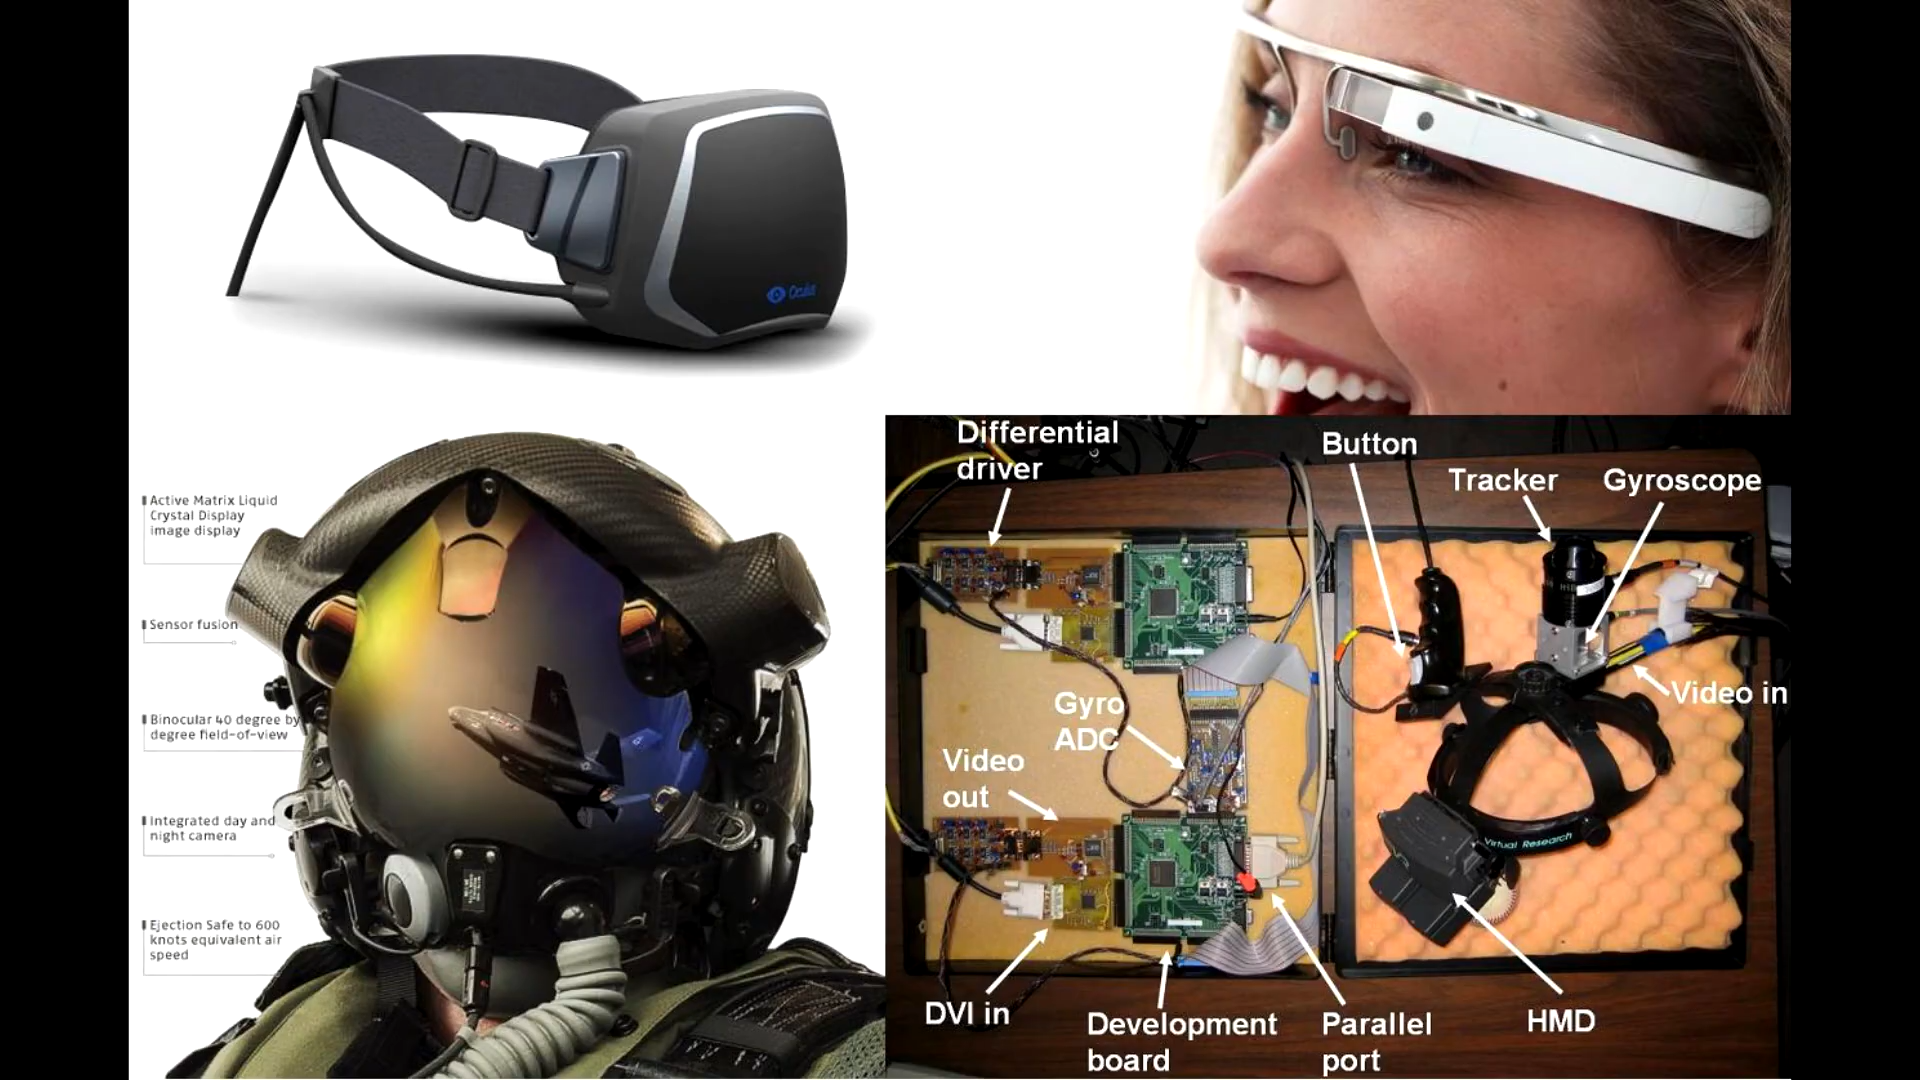 Oculus
Active Matrix Liquid
Crystal Display
image display
Sensor fusion
Binocular 40 degree by
degree field-of-view
Integrated day and
night camera
Ejection Safe to 600
knots equivalent air
speed
Differential
driver
Button
Tracker
Gyroscope
Gyro
ADC
Video in
Video
out
Virtual Research
DVI in
Development
board
Parallel
port
HMD